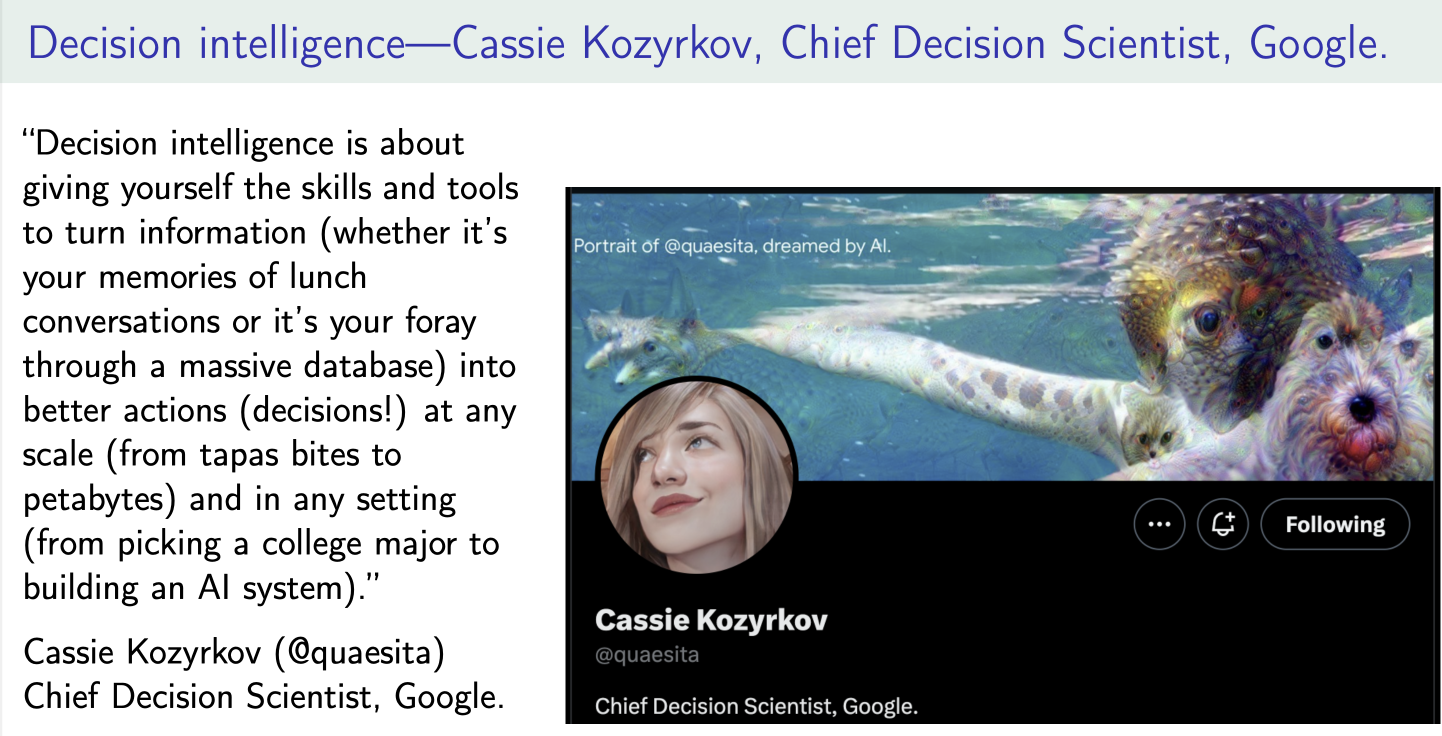 Decision intelligence—Cassie Kozyrkov, Chief Decision Scientist, Google.
“Decision intelligence is about
giving yourself the skills and tools
to turn information (whether it’s
your memories of lunch
conversations or it’s your foray
through a massive database) into
better actions (decisions!) at any
scale (from tapas bites to
petabytes) and in any setting
(from picking a college major to
building an AI system).”
Cassie Kozyrkov (@quaesita)
Chief Decision Scientist, Google.
Portrait of @quaesita, dreamed by AI.
Following
Cassie Kozyrkov
@quaesita
Chief Decision Scientist, Google.